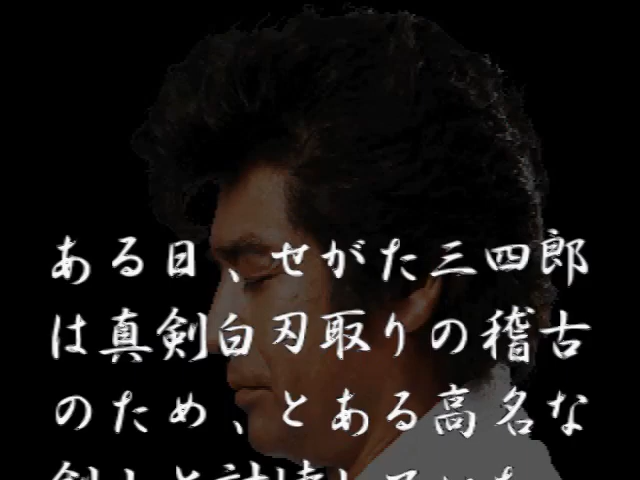 ある日、せがた三四郎
は真剣白刃取りの稽古
のため、とある高名な